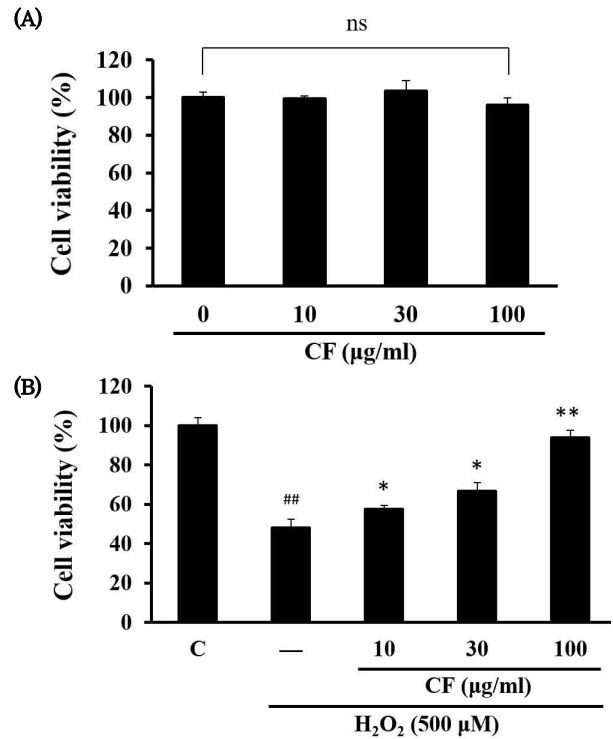 (A)
ns
Cell viability (%)
120
100
80
60
40
20
0
0 10 30 100
CF (μg/ml)
(B)
Cell viability (%)
120
100
80
60
40
20
0
##
*
*
**
C — 10 30 100
CF (μg/ml)
H₂O₂ (500 μM)